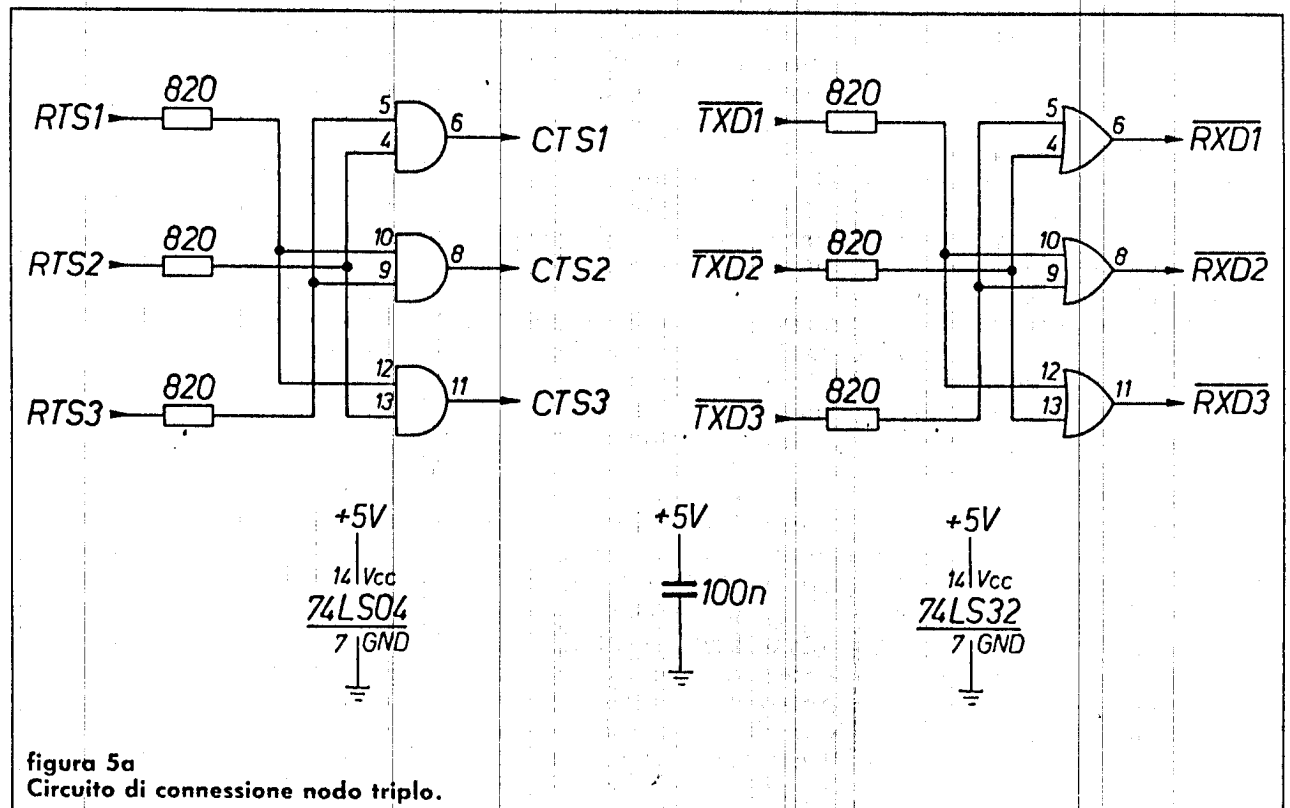 820
RTS1
5
4
6
CTS1
820
RTS2
10
9
8
CTS2
820
RTS3
12
13
11
CTS3
820
TXD1
5
4
6
RXD1
820
TXD2
10
9
8
RXD2
820
TXD3
12
13
11
RXD3
+5V
14 Vcc
74LS04
7 GND
+5V
100n
+5V
14 Vcc
74LS32
7 GND
figura 5a
Circuito di connessione nodo triplo.